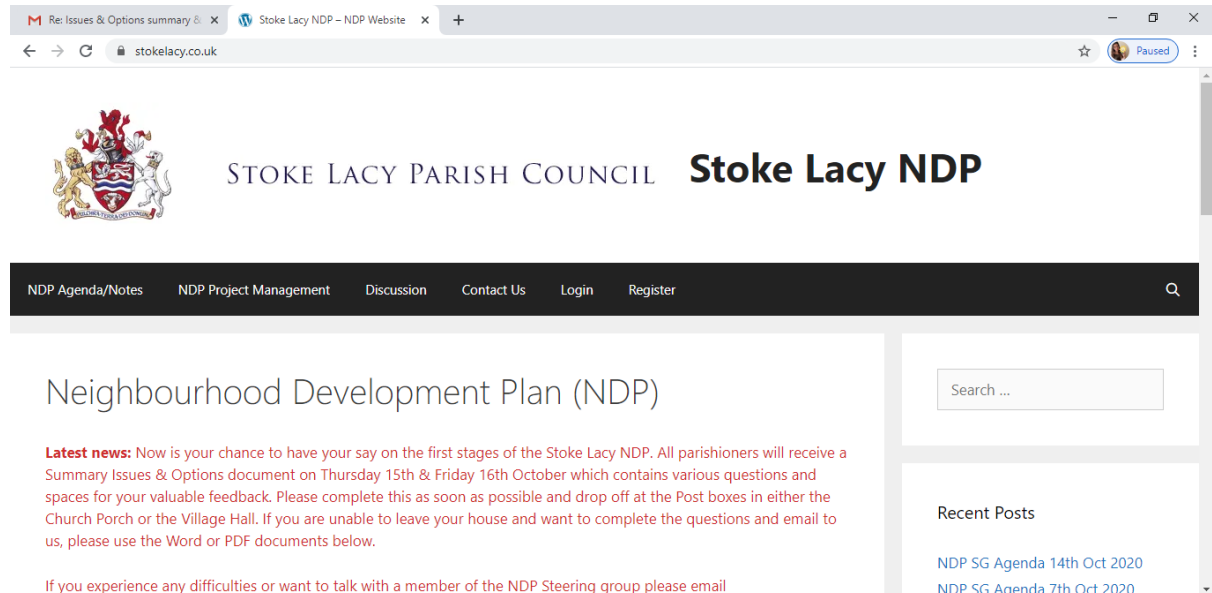 Re: Issues & Options summary &
Stoke Lacy NDP – NDP Website
stokelacy.co.uk
Paused
STOKE LACY PARISH COUNCIL
Stoke Lacy NDP
NDP Agenda/Notes
NDP Project Management
Discussion
Contact Us
Login
Register
Neighbourhood Development Plan (NDP)
Latest news: Now is your chance to have your say on the first stages of the Stoke Lacy NDP. All parishioners will receive a
Summary Issues & Options document on Thursday 15th & Friday 16th October which contains various questions and
spaces for your valuable feedback. Please complete this as soon as possible and drop off at the Post boxes in either the
Church Porch or the Village Hall. If you are unable to leave your house and want to complete the questions and email to
us, please use the Word or PDF documents below.
If you experience any difficulties or want to talk with a member of the NDP Steering group please email
Search ...
Recent Posts
NDP SG Agenda 14th Oct 2020
NDP SG Agenda 7th Oct 2020